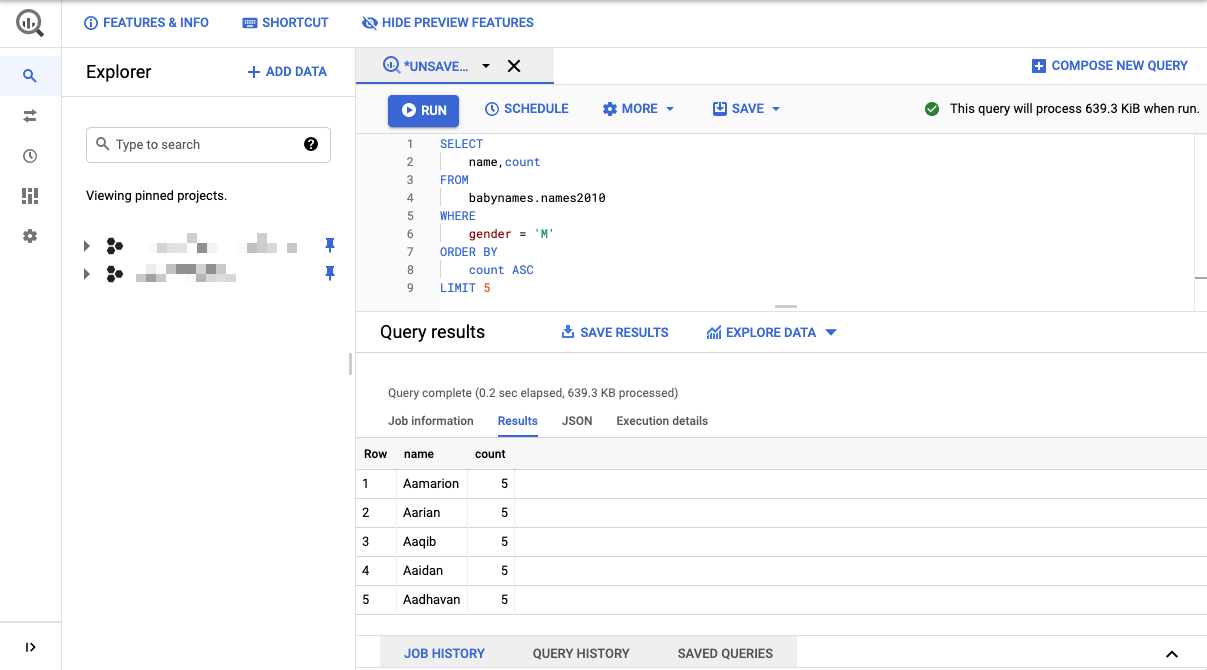 FEATURES & INFO SHORTCUT HIDE PREVIEW FEATURES
Explorer + ADD DATA
*UNSAVE... COMPOSE NEW QUERY
RUN SCHEDULE MORE SAVE This query will process 639.3 KiB when run.
Type to search
Viewing pinned projects.
1 SELECT
2 name,count
3 FROM
4 babynames.names2010
5 WHERE
6 gender = 'M'
7 ORDER BY
8 count ASC
9 LIMIT 5
Query results SAVE RESULTS EXPLORE DATA
Query complete (0.2 sec elapsed, 639.3 KB processed)
Job information Results JSON Execution details
Row name count
1 Aamarion 5
2 Aarian 5
3 Aaqib 5
4 Aaidan 5
5 Aadhavan 5
JOB HISTORY QUERY HISTORY SAVED QUERIES